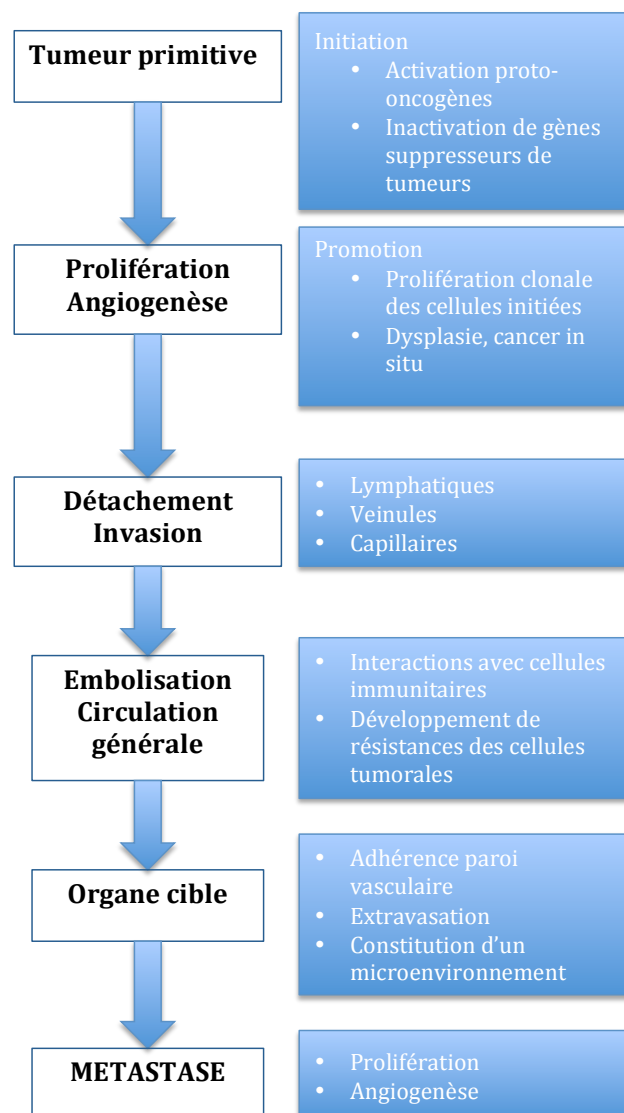 Tumeur primitive
Initiation
• Activation proto-
oncogènes
• Inactivation de gènes
suppresseurs de
tumeurs
Prolifération
Angiogenèse
Promotion
• Prolifération clonale
des cellules initiées
• Dysplasie, cancer in
situ
Détachement
Invasion
• Lymphatiques
• Veinules
• Capillaires
Embolisation
Circulation
générale
• Interactions avec cellules
immunitaires
• Développement de
résistances des cellules
tumorales
Organe cible
• Adhérence paroi
vasculaire
• Extravasation
• Constitution d’un
microenvironnement
METASTASE
• Prolifération
• Angiogenèse